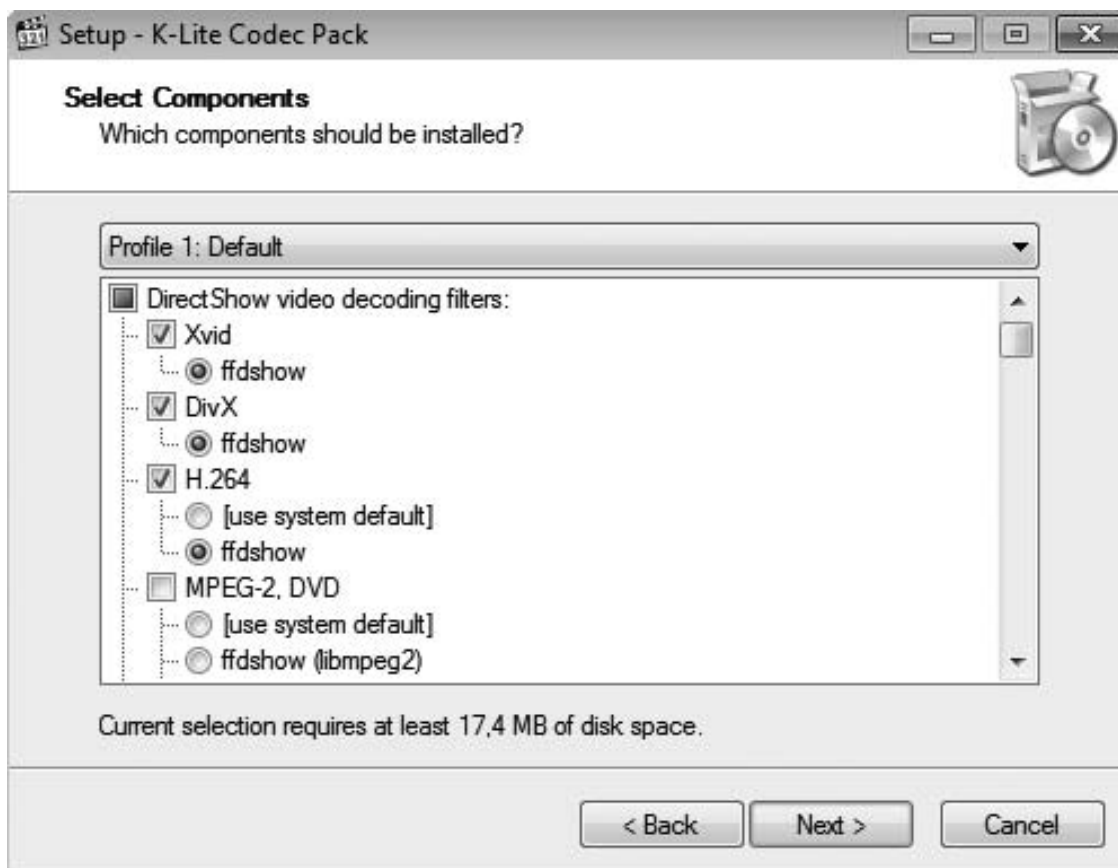 Setup - K-Lite Codec Pack
Select Components
Which components should be installed?
Profile 1: Default
DirectShow video decoding filters:
Xvid
ffdshow
DivX
ffdshow
H.264
[use system default]
ffdshow
MPEG-2, DVD
[use system default]
ffdshow (libmpeg2)
Current selection requires at least 17,4 MB of disk space.
< Back Next > Cancel